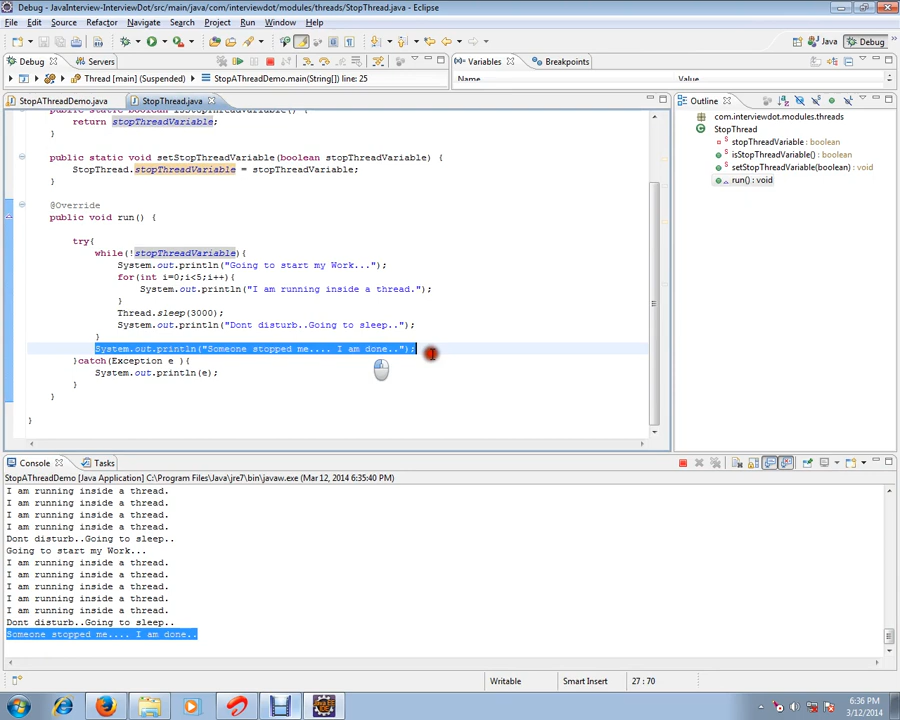 Debug - JavaInterview-InterviewDot/src/main/java/com/interviewdot/modules/threads/StopThread.java - Eclipse
File Edit Source Refactor Navigate Search Project Run Window Help
Java Debug
Debug Servers
Variables Breakpoints
Thread [main] (Suspended) StopAThreadDemo.main(String[]) line: 25
Name Value
StopAThreadDemo.java StopThread.java
Outline
return stopThreadVariable;
}
public static void setStopThreadVariable(boolean stopThreadVariable) {
StopThread.stopThreadVariable = stopThreadVariable;
}
@Override
public void run() {
try{
while(!stopThreadVariable){
System.out.println("Going to start my Work...");
for(int i=0;i<5;i++){
System.out.println("I am running inside a thread.");
}
Thread.sleep(3000);
System.out.println("Dont disturb..Going to sleep..");
}
System.out.println("Someone stopped me.... I am done..");
}catch(Exception e ){
System.out.println(e);
}
}
}
com.interviewdot.modules.threads
StopThread
stopThreadVariable : boolean
isStopThreadVariable() : boolean
setStopThreadVariable(boolean) : void
run() : void
Console Tasks
StopAThreadDemo [Java Application] C:\Program Files\Java\jre7\bin\javaw.exe (Mar 12, 2014 6:35:40 PM)
I am running inside a thread.
I am running inside a thread.
I am running inside a thread.
I am running inside a thread.
Dont disturb..Going to sleep..
Going to start my Work...
I am running inside a thread.
I am running inside a thread.
I am running inside a thread.
I am running inside a thread.
I am running inside a thread.
Dont disturb..Going to sleep..
Someone stopped me.... I am done..
Writable Smart Insert 27 : 70
6:36 PM
3/12/2014